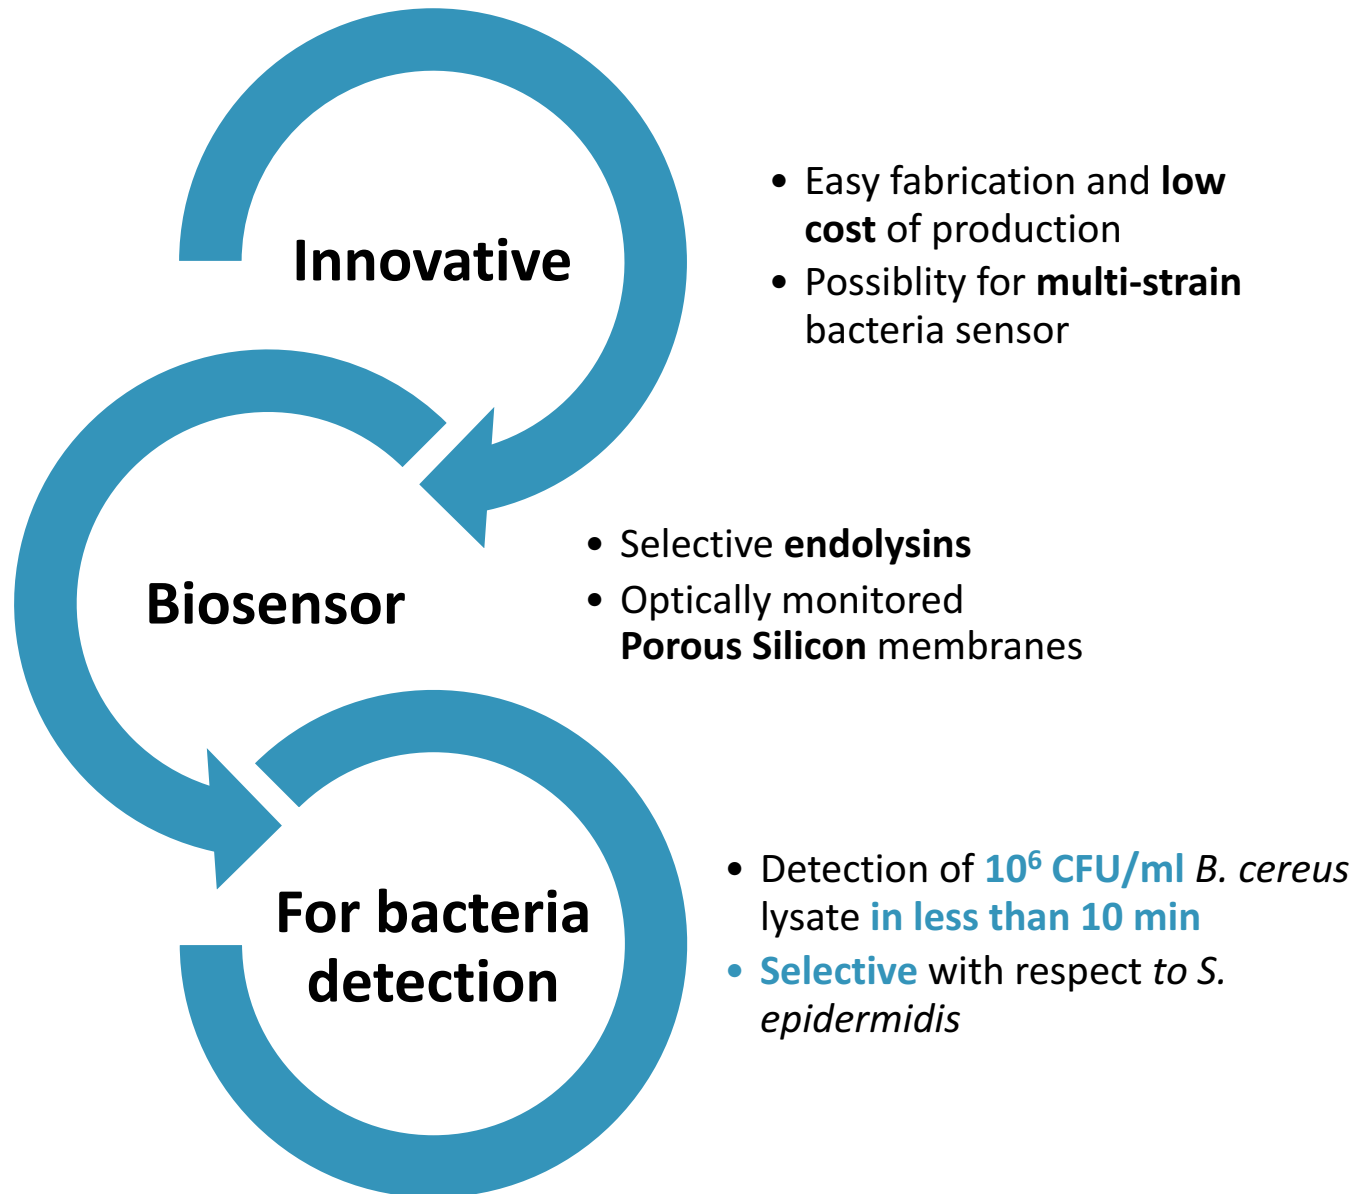 Innovative
• Easy fabrication and low
cost of production
• Possiblity for multi-strain
bacteria sensor
Biosensor
• Selective endolysins
• Optically monitored
Porous Silicon membranes
For bacteria
detection
• Detection of 10⁶ CFU/ml B. cereus
lysate in less than 10 min
• Selective with respect to S.
epidermidis